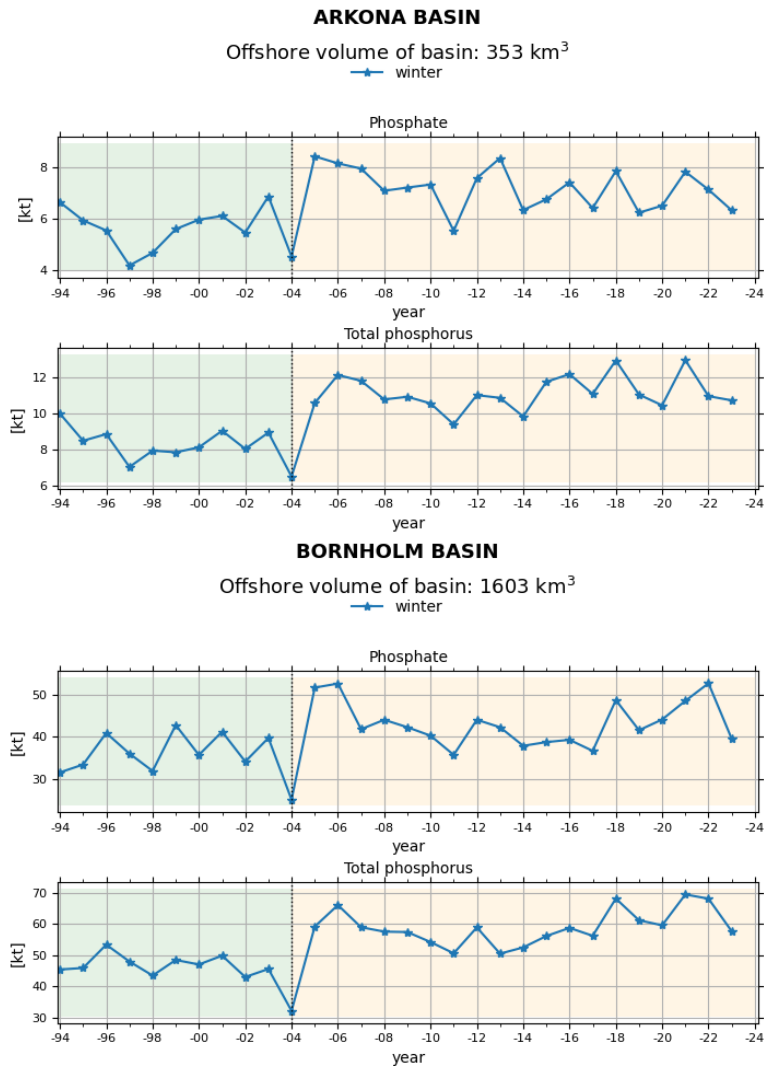 ARKONA BASIN
Offshore volume of basin: 353 km³
winter
Phosphate
8
6
4
[kt]
-94 -96 -98 -00 -02 -04 -06 -08 -10 -12 -14 -16 -18 -20 -22 -24
year
Total phosphorus
12
10
8
6
[kt]
-94 -96 -98 -00 -02 -04 -06 -08 -10 -12 -14 -16 -18 -20 -22 -24
year
BORNHOLM BASIN
Offshore volume of basin: 1603 km³
winter
Phosphate
50
40
30
[kt]
-94 -96 -98 -00 -02 -04 -06 -08 -10 -12 -14 -16 -18 -20 -22 -24
year
Total phosphorus
70
60
50
40
30
[kt]
-94 -96 -98 -00 -02 -04 -06 -08 -10 -12 -14 -16 -18 -20 -22 -24
year